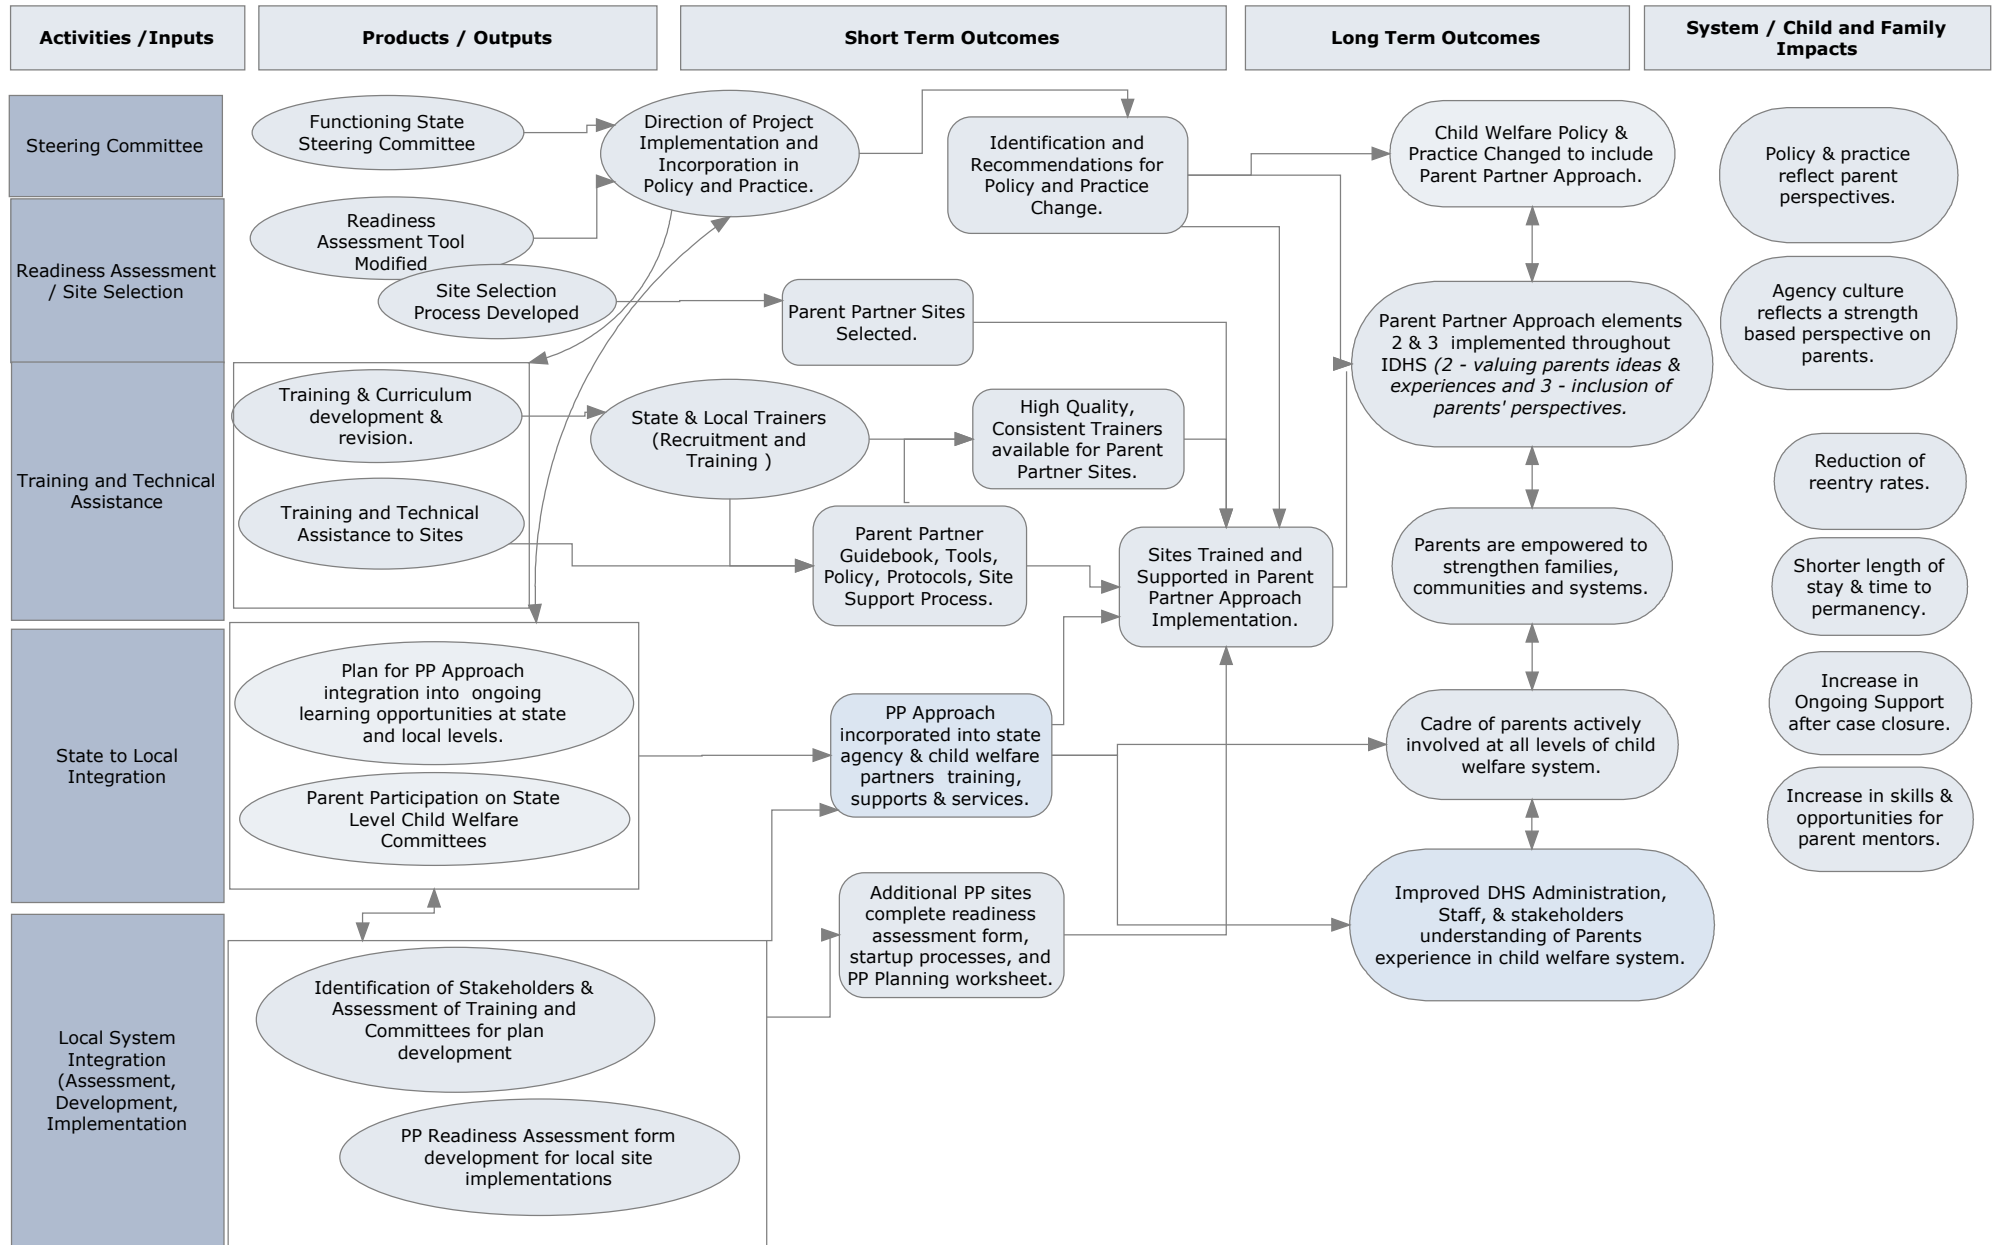 Activities /Inputs
Products / Outputs
Short Term Outcomes
Long Term Outcomes
System / Child and Family
Impacts
Steering Committee
Functioning State
Steering Committee
Direction of Project
Implementation and
Incorporation in
Policy and Practice.
Identification and
Recommendations for
Policy and Practice
Change.
Child Welfare Policy &
Practice Changed to include
Parent Partner Approach.
Policy & practice
reflect parent
perspectives.
Readiness Assessment
/ Site Selection
Readiness
Assessment Tool
Modified
Site Selection
Process Developed
Parent Partner Sites
Selected.
Parent Partner Approach elements
2 & 3  implemented throughout
IDHS (2 - valuing parents ideas &
experiences and 3 - inclusion of
parents' perspectives.
Agency culture
reflects a strength
based perspective on
parents.
Training and Technical
Assistance
Training & Curriculum
development &
revision.
Training and Technical
Assistance to Sites
State & Local Trainers
(Recruitment and
Training )
High Quality,
Consistent Trainers
available for Parent
Partner Sites.
Parent Partner
Guidebook, Tools,
Policy, Protocols, Site
Support Process.
Sites Trained and
Supported in Parent
Partner Approach
Implementation.
Parents are empowered to
strengthen families,
communities and systems.
Reduction of
reentry rates.
Shorter length of
stay & time to
permanency.
State to Local
Integration
Plan for PP Approach
integration into  ongoing
learning opportunities at state
and local levels.
Parent Participation on State
Level Child Welfare
Committees
PP Approach
incorporated into state
agency & child welfare
partners  training,
supports & services.
Cadre of parents actively
involved at all levels of child
welfare system.
Increase in
Ongoing Support
after case closure.
Increase in skills &
opportunities for
parent mentors.
Local System
Integration
(Assessment,
Development,
Implementation
Identification of Stakeholders &
Assessment of Training and
Committees for plan
development
PP Readiness Assessment form
development for local site
implementations
Additional PP sites
complete readiness
assessment form,
startup processes, and
PP Planning worksheet.
Improved DHS Administration,
Staff, & stakeholders
understanding of Parents
experience in child welfare system.